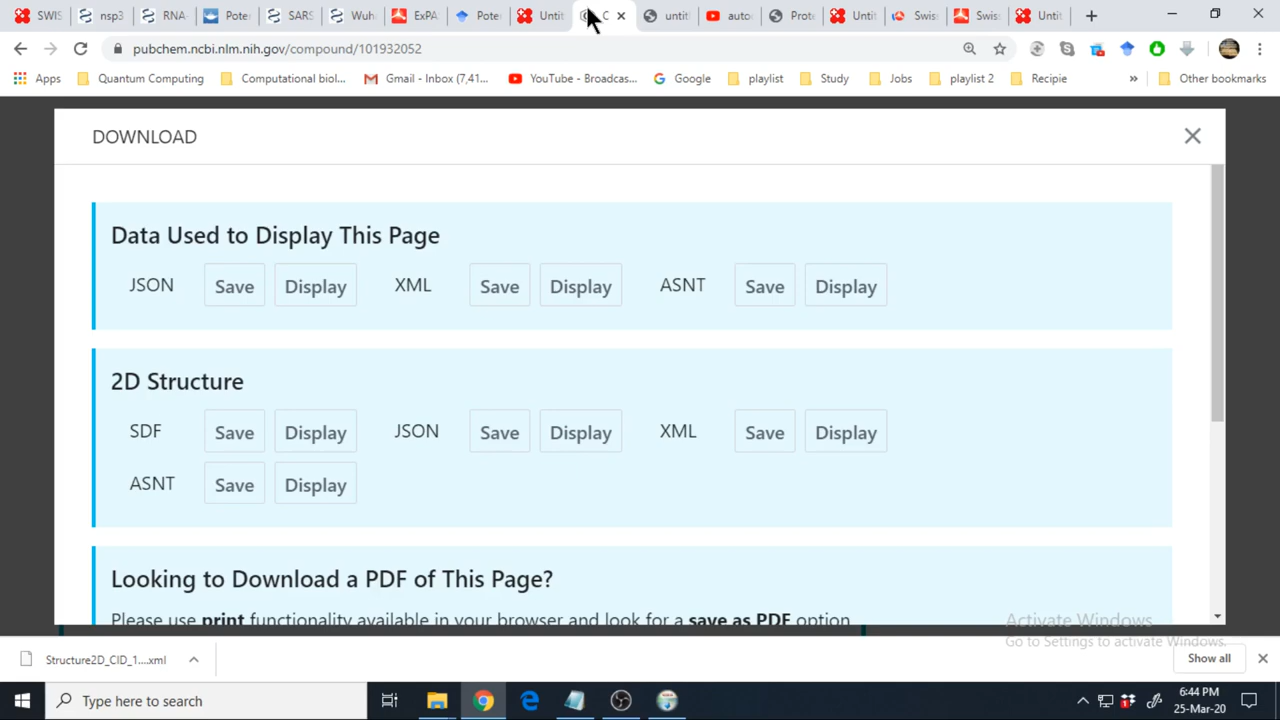 SWIS nsp3 RNA- Poter SARS Wuh ExPA Pote Untit C untit auto Prote Untit Swiss Swiss Untit
pubchem.ncbi.nlm.nih.gov/compound/101932052
Apps Quantum Computing Computational biol... Gmail - Inbox (7,41... YouTube - Broadcas... Google playlist Study Jobs playlist 2 Recipie » Other bookmarks
DOWNLOAD
Data Used to Display This Page
JSON Save Display XML Save Display ASNT Save Display
2D Structure
SDF Save Display JSON Save Display XML Save Display
ASNT Save Display
Looking to Download a PDF of This Page?
Please use print functionality available in your browser and look for a save as PDF option
Activate Windows
Go to Settings to activate Windows.
Structure2D_CID_1....xml Show all
Type here to search
6:44 PM
25-Mar-20